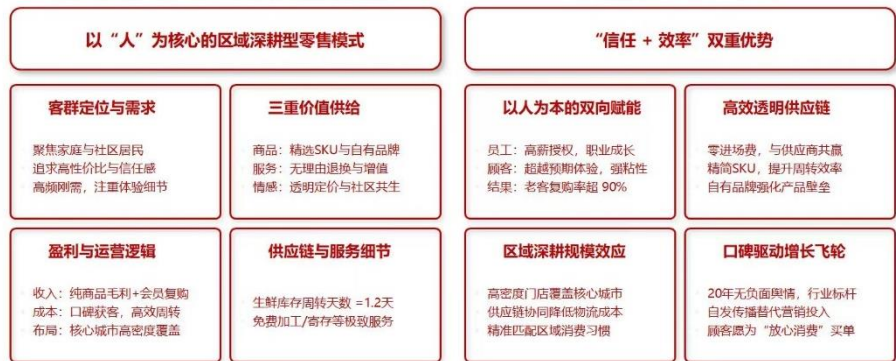 以“人”为核心的区域深耕型零售模式
客群定位与需求
聚焦家庭与社区居民
追求高性价比与信任感
高频刚需，注重体验细节
三重价值供给
商品：精选SKU与自有品牌
服务：无理由退换与增值
情感：透明定价与社区共生
盈利与运营逻辑
收入：纯商品毛利+会员复购
成本：口碑获客，高效周转
布局：核心城市高密度覆盖
供应链与服务细节
生鲜库存周转天数 =1.2天
免费加工/寄存等极致服务
“信任 + 效率”双重优势
以人为本的双向赋能
员工：高薪授权，职业成长
顾客：超越预期体验，强粘性
结果：老客复购率超 90%
高效透明供应链
零进场费，与供应商共赢
精简SKU，提升周转效率
自有品牌强化产品壁垒
区域深耕规模效应
高密度门店覆盖核心城市
供应链协同降低物流成本
精准匹配区域消费习惯
口碑驱动增长飞轮
20年无负面舆情，行业标杆
自发传播替代营销投入
顾客愿为“放心消费”买单